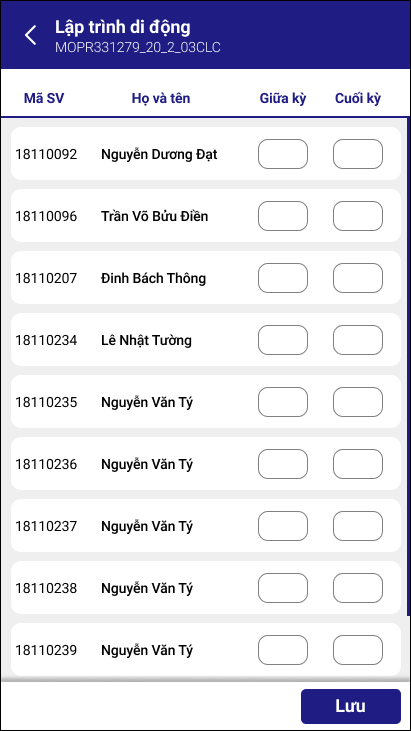 Lập trình di động
MOPR331279_20_2_03CLC
Mã SV Họ và tên Giữa kỳ Cuối kỳ
18110092 Nguyễn Dương Đạt
18110096 Trần Võ Bửu Điền
18110207 Đinh Bách Thông
18110234 Lê Nhật Tường
18110235 Nguyễn Văn Tý
18110236 Nguyễn Văn Tý
18110237 Nguyễn Văn Tý
18110238 Nguyễn Văn Tý
18110239 Nguyễn Văn Tý
Lưu